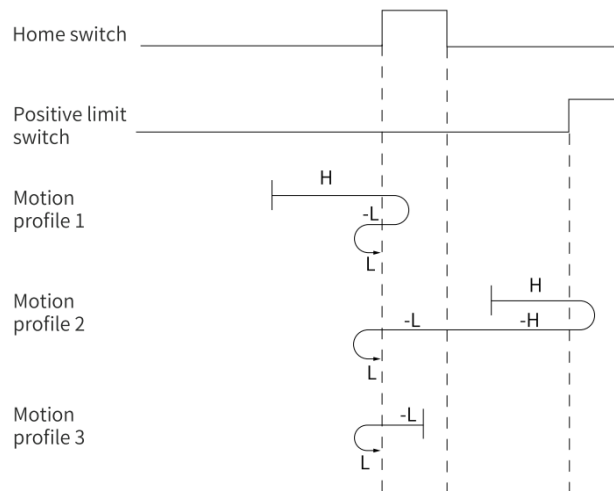 Home switch
Positive limit
switch
H
Motion
profile 1
-L
L
Motion
profile 2
H
-L
-H
L
Motion
profile 3
-L
L